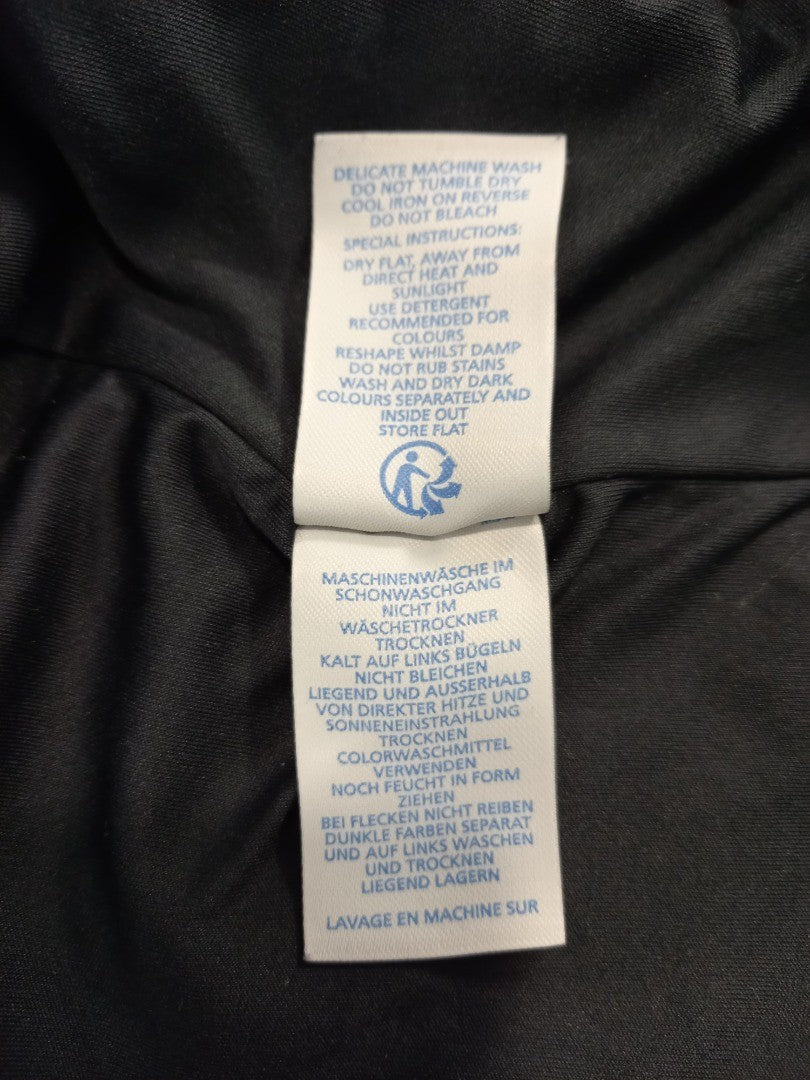 DELICATE MACHINE WASH
DO NOT TUMBLE DRY
COOL IRON ON REVERSE
DO NOT BLEACH
SPECIAL INSTRUCTIONS:
DRY FLAT, AWAY FROM
DIRECT HEAT AND
SUNLIGHT
USE DETERGENT
RECOMMENDED FOR
COLOURS
RESHAPE WHILST DAMP
DO NOT RUB STAINS
WASH AND DRY DARK
COLOURS SEPARATELY AND
INSIDE OUT
STORE FLAT
MASCHINENWÄSCHE IM
SCHONWASCHGANG
NICHT IM
WÄSCHETROCKNER
TROCKNEN
KALT AUF LINKS BÜGELN
NICHT BLEICHEN
LIEGEND UND AUSSERHALB
VON DIREKTER HITZE UND
SONNENEINSTRAHLUNG
TROCKNEN
COLORWASCHMITTEL
VERWENDEN
NOCH FEUCHT IN FORM
ZIEHEN
BEI FLECKEN NICHT REIBEN
DUNKLE FARBEN SEPARAT
UND AUF LINKS WASCHEN
UND TROCKNEN
LIEGEND LAGERN
LAVAGE EN MACHINE SUR